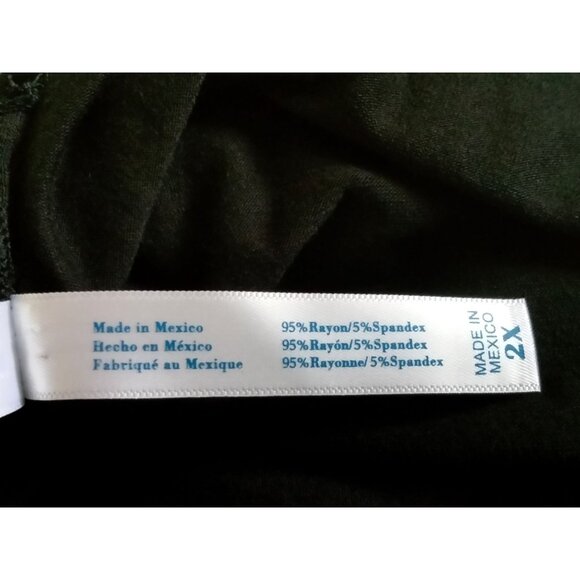 Made in Mexico 95%Rayon/5%Spandex
Hecho en México 95%Rayón/5%Spandex
Fabriqué au Mexique 95%Rayonne/5%Spandex
MADE IN
MEXICO
2X